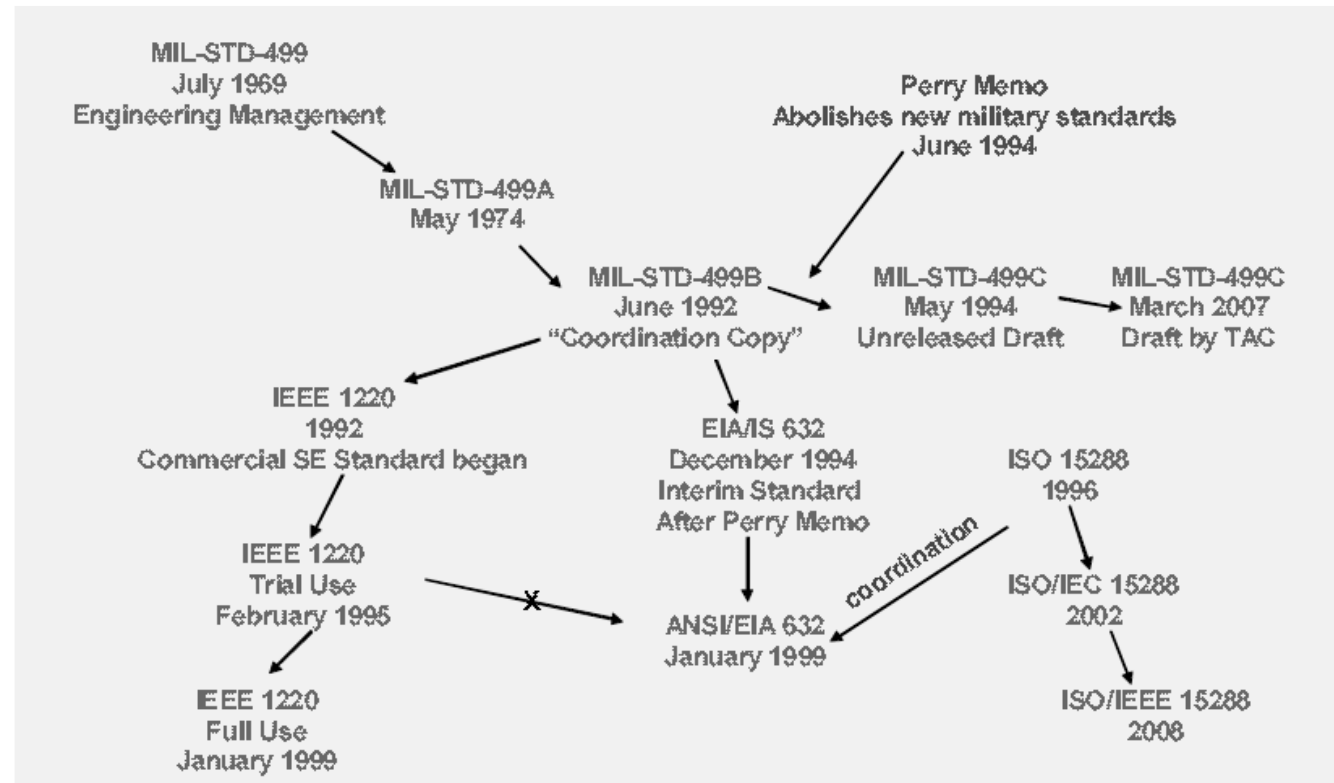 MIL-STD-499
July 1969
Engineering Management
Perry Memo
Abolishes new military standards
June 1994
MIL-STD-499A
May 1974
MIL-STD-499B
June 1992
“Coordination Copy”
MIL-STD-499C
May 1994
Unreleased Draft
MIL-STD-499C
March 2007
Draft by TAC
IEEE 1220
1992
Commercial SE Standard began
EIA/IS 632
December 1994
Interim Standard
After Perry Memo
ISO 15288
1996
coordination
IEEE 1220
Trial Use
February 1995
X
ANSI/EIA 632
January 1999
ISO/IEC 15288
2002
IEEE 1220
Full Use
January 1999
ISO/IEEE 15288
2008